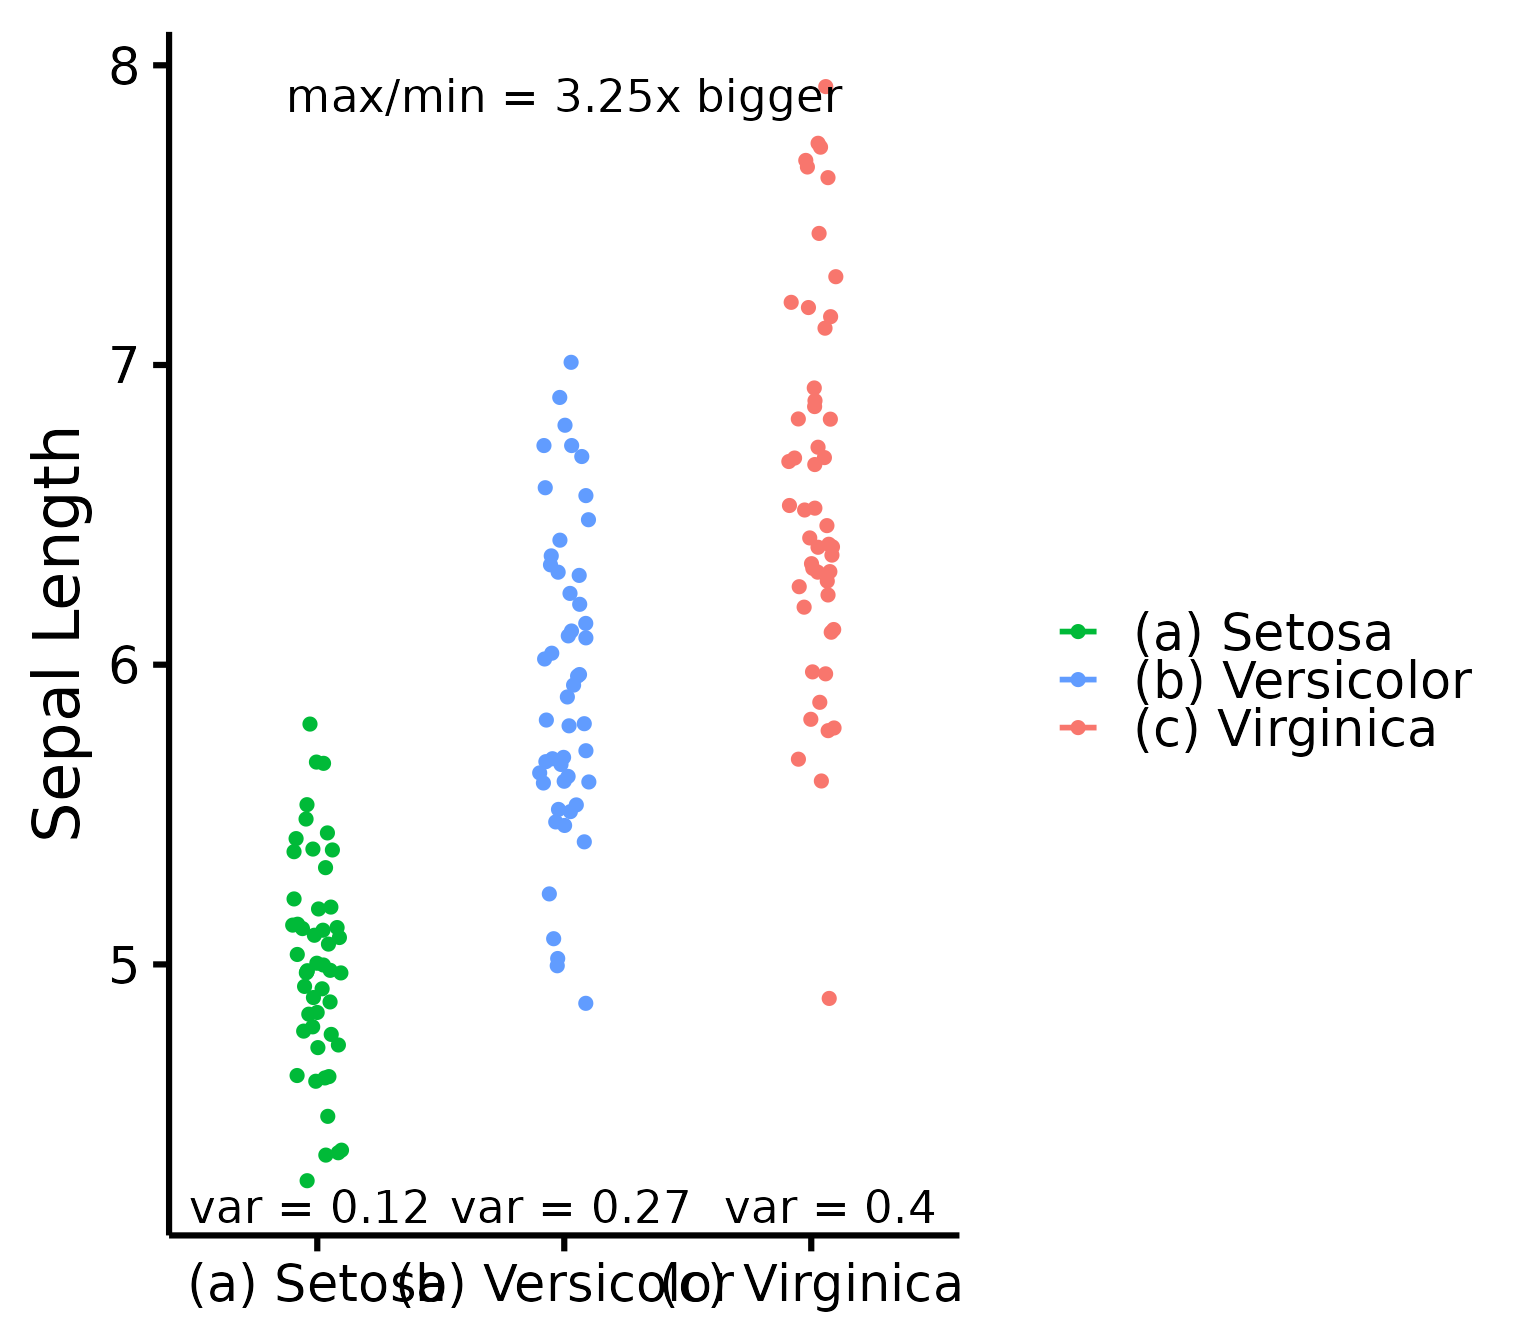 8
max/min = 3.25x bigger
7
6
5
Sepal Length
var = 0.12
var = 0.27
var = 0.4
(a) Setosa
(b) Versicolor
(c) Virginica
(a) Setosa
(b) Versicolor
(c) Virginica